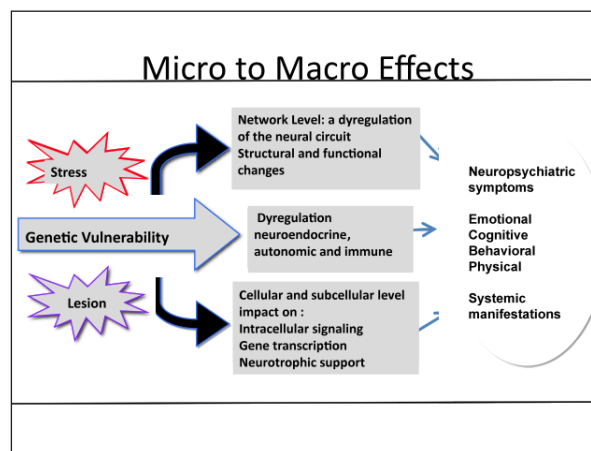 Micro to Macro Effects
Stress
Genetic Vulnerability
Lesion
Network Level: a dyregulation
of the neural circuit
Structural and functional
changes
Dyregulation
neuroendocrine,
autonomic and immune
Cellular and subcellular level
impact on :
Intracellular signaling
Gene transcription
Neurotrophic support
Neuropsychiatric
symptoms
Emotional
Cognitive
Behavioral
Physical
Systemic
manifestations